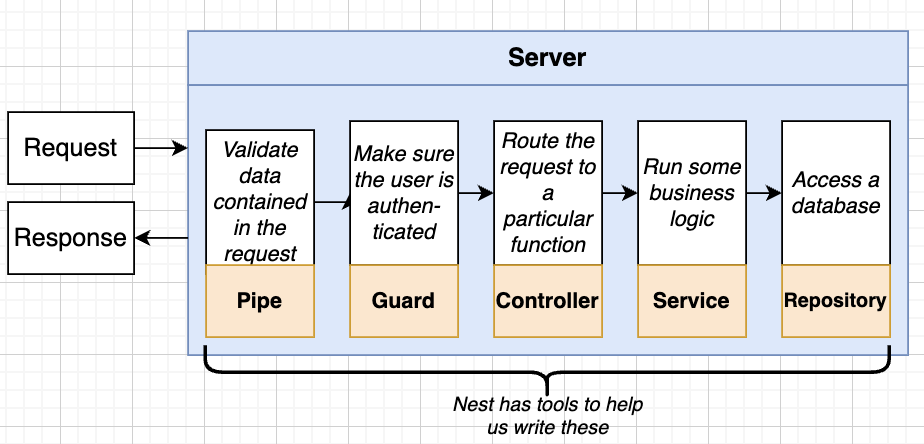 Server
Request
Response
Validate
data
contained
in the
request
Pipe
Make sure
the user is
authen-
ticated
Guard
Route the
request to
a
particular
function
Controller
Run some
business
logic
Service
Access a
database
Repository
Nest has tools to help
us write these